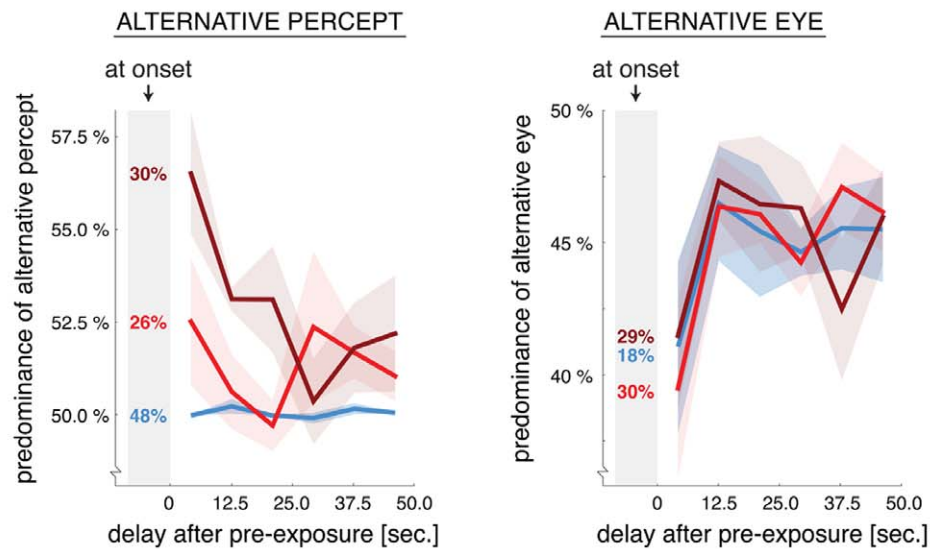 ALTERNATIVE PERCEPT
at onset
predominance of alternative percept
57.5 %
55.0 %
52.5 %
50.0 %
30%
26%
48%
0 12.5 25.0 37.5 50.0
delay after pre-exposure [sec.]
ALTERNATIVE EYE
at onset
predominance of alternative eye
50 %
45 %
40 %
29%
18%
30%
0 12.5 25.0 37.5 50.0
delay after pre-exposure [sec.]